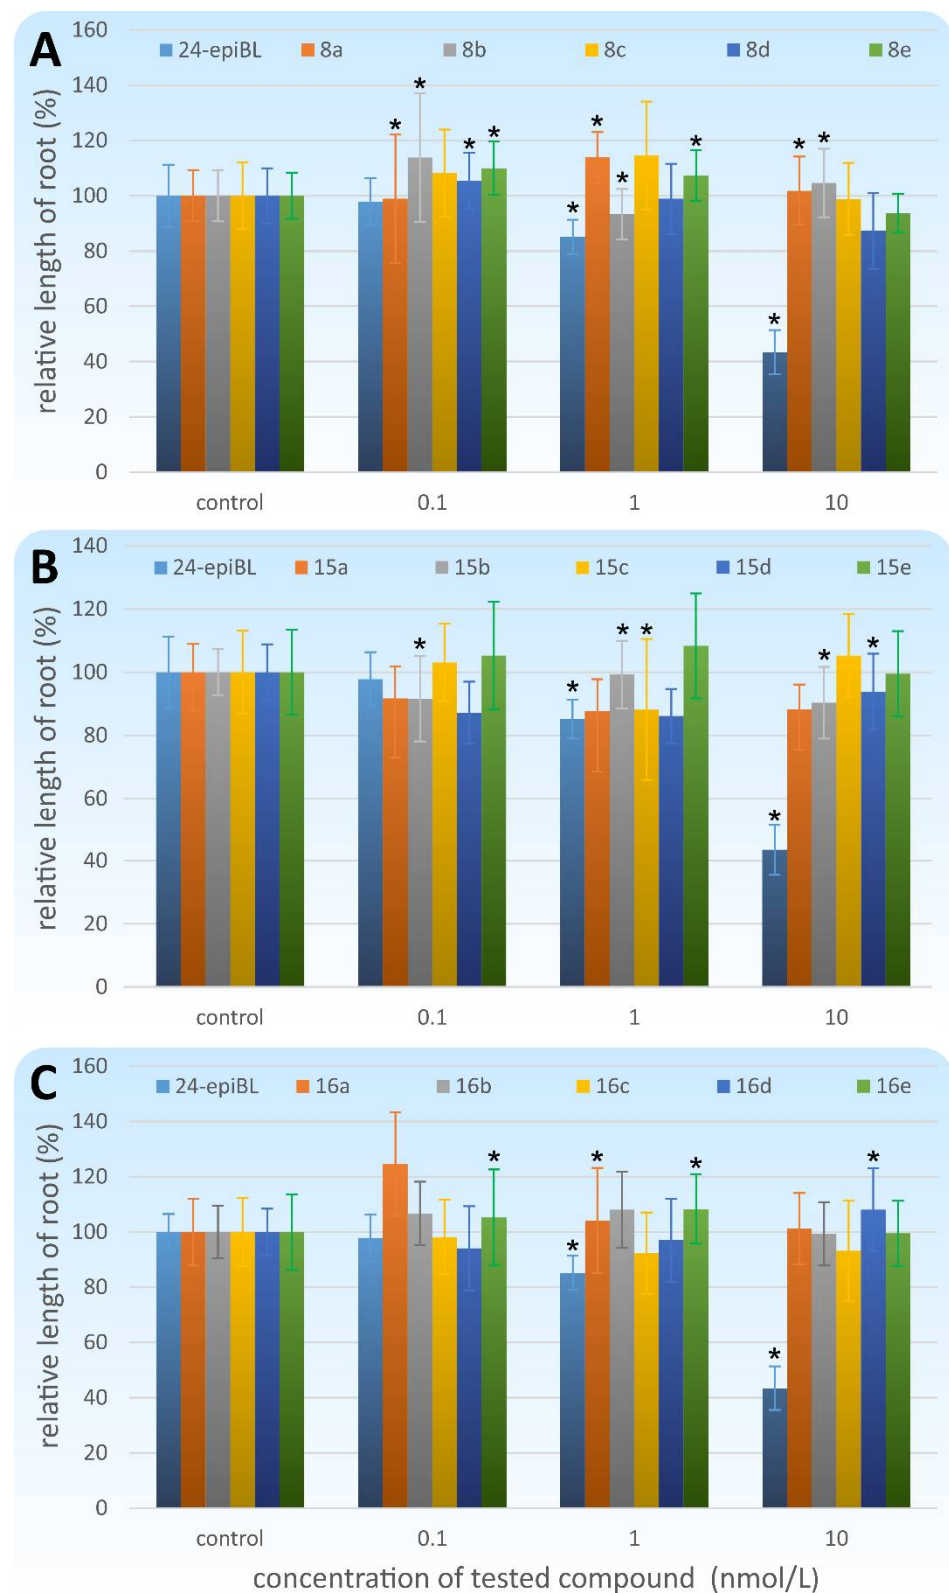 A
160
24-epiBL 8a 8b 8c 8d 8e
140
* *
120
* * * * * * *
100
* *
80
60
*
40
20
0
relative length of root (%)
control 0.1 1 10
B
140
24-epiBL 15a 15b 15c 15d 15e
120
* * * * *
100
*
80
60
*
40
20
0
relative length of root (%)
control 0.1 1 10
C
160
24-epiBL 16a 16b 16c 16d 16e
140
120
* * * *
100
*
80
60
*
40
20
0
relative length of root (%)
control 0.1 1 10
concentration of tested compound (nmol/L)